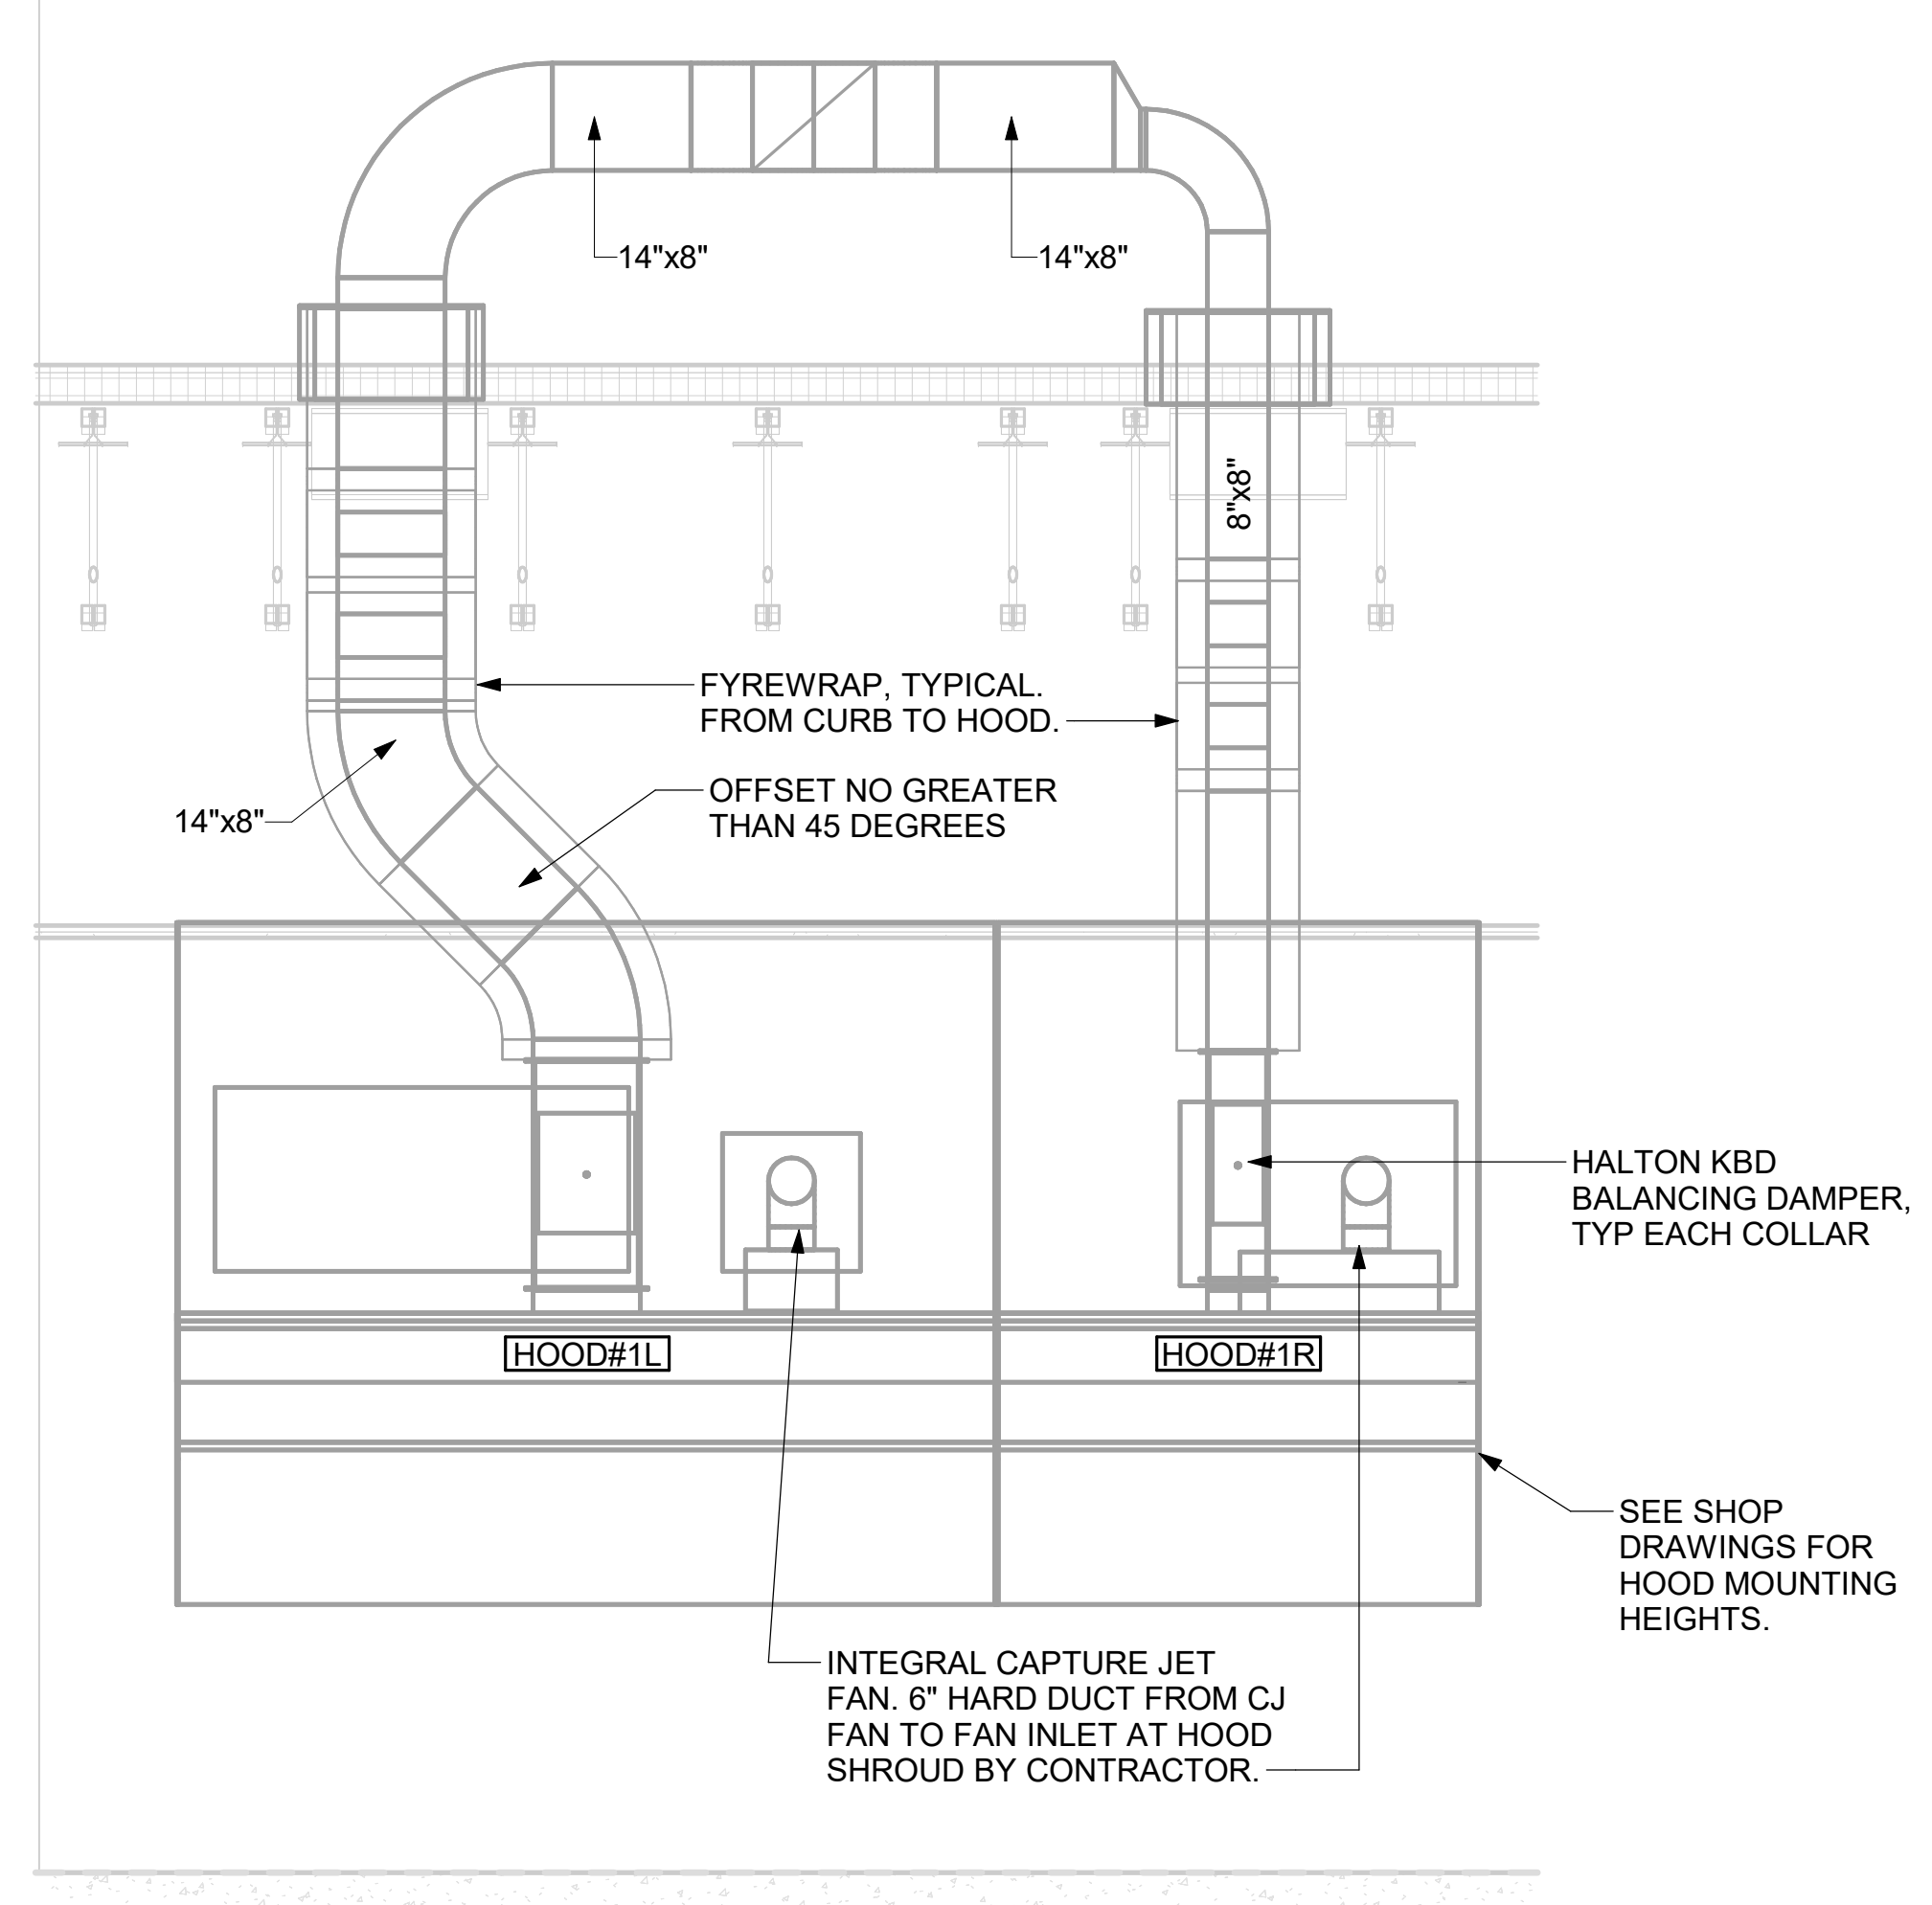 14"x8"
14"x8"
8"x8"
FYREWRAP, TYPICAL.
FROM CURB TO HOOD.
OFFSET NO GREATER
THAN 45 DEGREES
14"x8"
HALTON KBD
BALANCING DAMPER,
TYP EACH COLLAR
HOOD#1L
HOOD#1R
SEE SHOP
DRAWINGS FOR
HOOD MOUNTING
HEIGHTS.
INTEGRAL CAPTURE JET
FAN. 6" HARD DUCT FROM CJ
FAN TO FAN INLET AT HOOD
SHROUD BY CONTRACTOR.